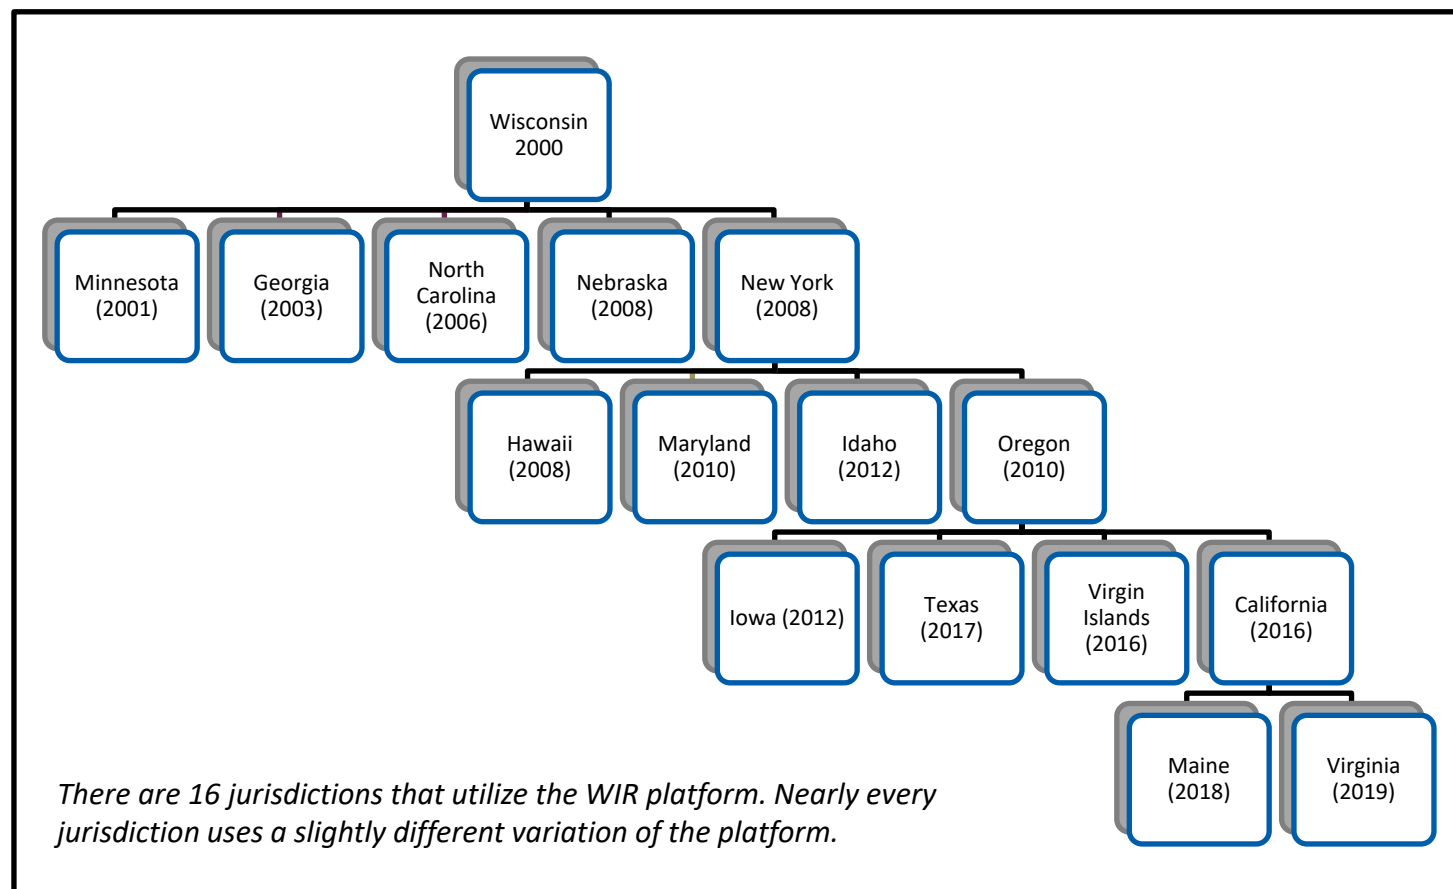 Wisconsin
2000
Minnesota
(2001)
Georgia
(2003)
North
Carolina
(2006)
Nebraska
(2008)
New York
(2008)
Hawaii
(2008)
Maryland
(2010)
Idaho
(2012)
Oregon
(2010)
Iowa (2012)
Texas
(2017)
Virgin
Islands
(2016)
California
(2016)
Maine
(2018)
Virginia
(2019)
There are 16 jurisdictions that utilize the WIR platform. Nearly every
jurisdiction uses a slightly different variation of the platform.